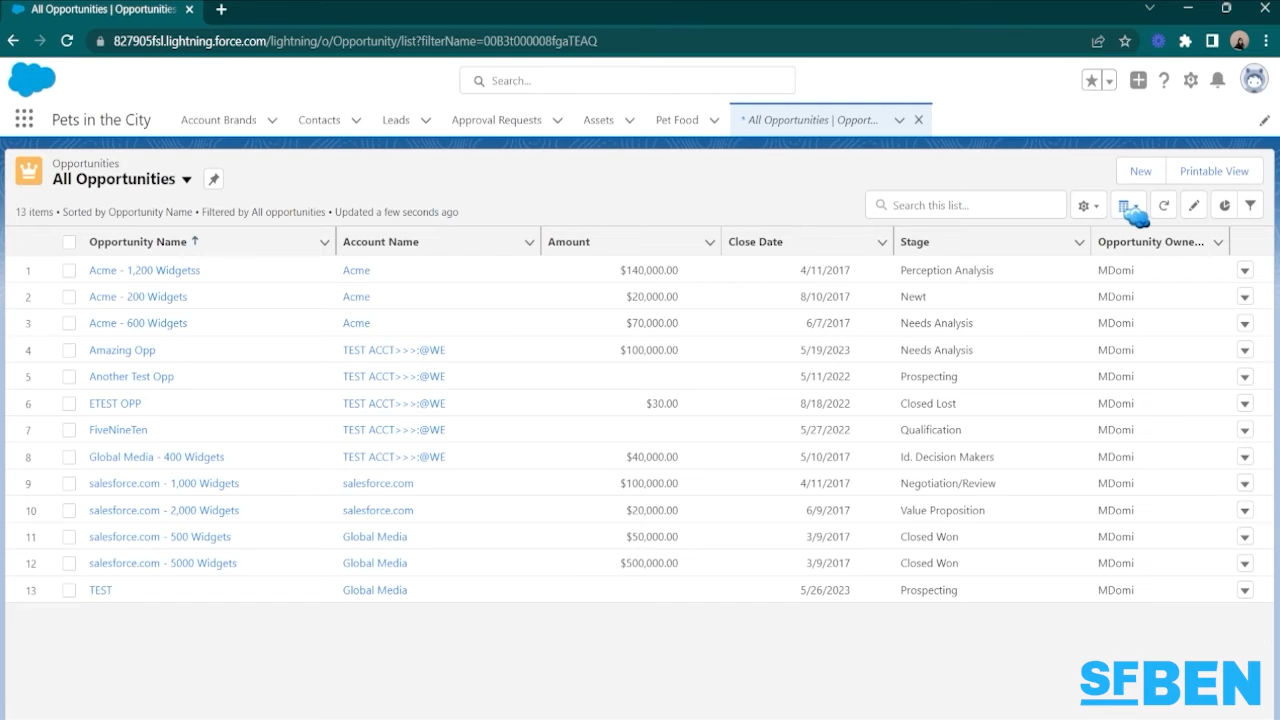 All Opportunities | Opportunities
827905fsl.lightning.force.com/lightning/o/Opportunity/list?filterName=00B3t000008fgaTEAQ
Search...
Pets in the City Account Brands Contacts Leads Approval Requests Assets Pet Food * All Opportunities | Opport...
Opportunities
All Opportunities
New Printable View
13 items • Sorted by Opportunity Name • Filtered by All opportunities • Updated a few seconds ago
Search this list...
Opportunity Name Account Name Amount Close Date Stage Opportunity Owne...
1 Acme - 1,200 Widgetss Acme $140,000.00 4/11/2017 Perception Analysis MDomi
2 Acme - 200 Widgets Acme $20,000.00 8/10/2017 Newt MDomi
3 Acme - 600 Widgets Acme $70,000.00 6/7/2017 Needs Analysis MDomi
4 Amazing Opp TEST ACCT>>>:@WE $100,000.00 5/19/2023 Needs Analysis MDomi
5 Another Test Opp TEST ACCT>>>:@WE 5/11/2022 Prospecting MDomi
6 ETEST OPP TEST ACCT>>>:@WE $30.00 8/18/2022 Closed Lost MDomi
7 FiveNineTen TEST ACCT>>>:@WE 5/27/2022 Qualification MDomi
8 Global Media - 400 Widgets TEST ACCT>>>:@WE $40,000.00 5/10/2017 Id. Decision Makers MDomi
9 salesforce.com - 1,000 Widgets salesforce.com $100,000.00 4/11/2017 Negotiation/Review MDomi
10 salesforce.com - 2,000 Widgets salesforce.com $20,000.00 6/9/2017 Value Proposition MDomi
11 salesforce.com - 500 Widgets Global Media $50,000.00 3/9/2017 Closed Won MDomi
12 salesforce.com - 5000 Widgets Global Media $500,000.00 3/9/2017 Closed Won MDomi
13 TEST Global Media 5/26/2023 Prospecting MDomi
SFBEN